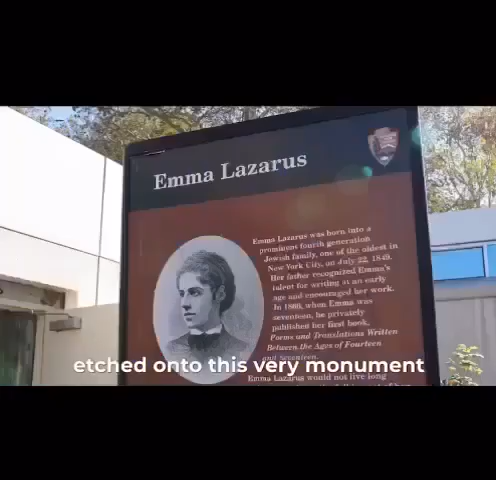 Emma Lazarus
Emma Lazarus was born into a
prominent fourth generation
Jewish family, one of the oldest in
New York City, on July 22, 1849.
Her father recognized Emma's
talent for writing at an early
age and encouraged her work.
In 1866, when Emma was
seventeen, he privately
published her first book,
Poems and Translations Written
Between the Ages of Fourteen
and Seventeen.
etched onto this very monument
Emma Lazarus would not live long